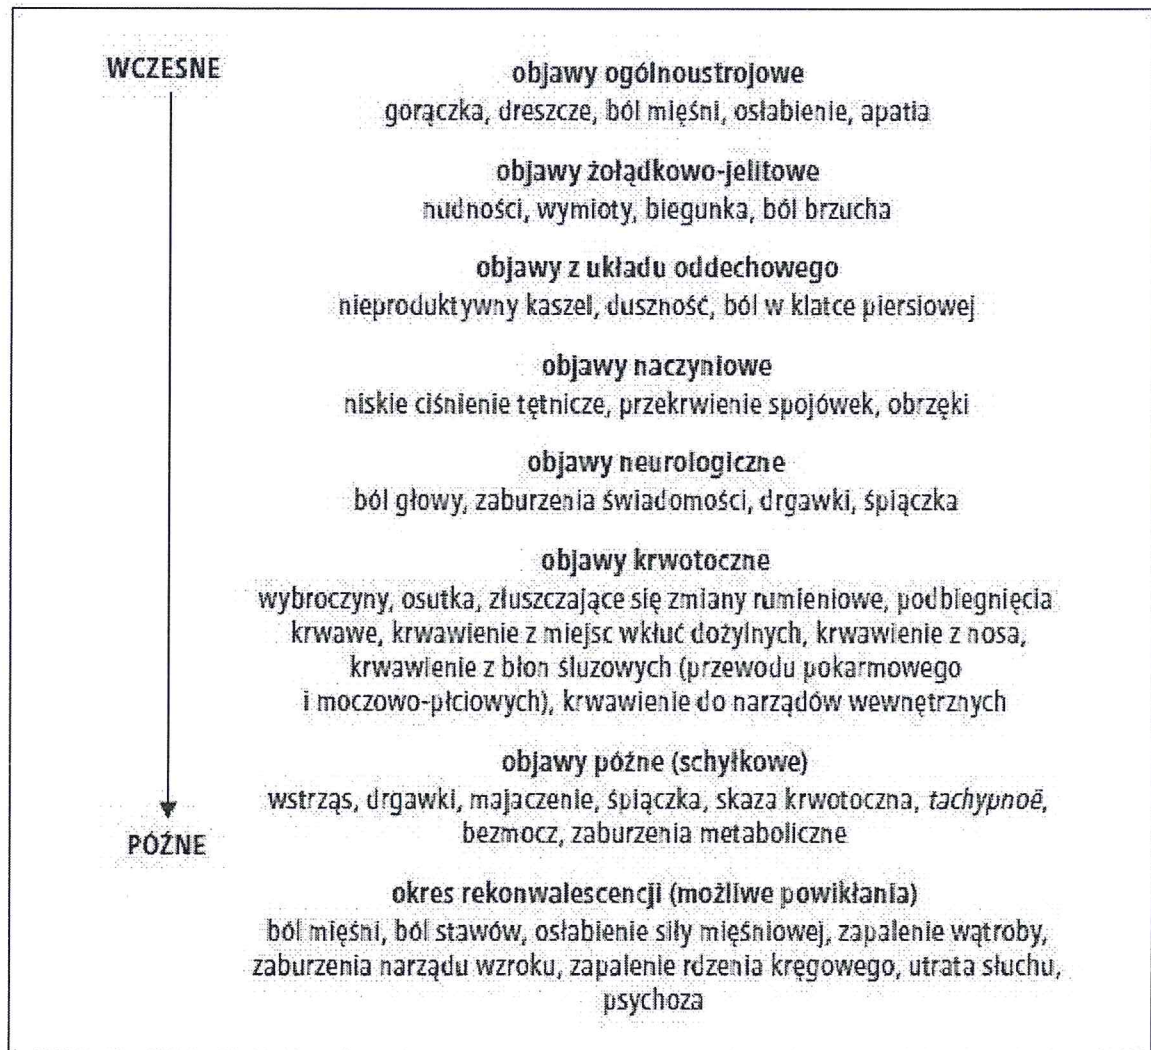 WCZESNE
objawy ogólnoustrojowe
gorączka, dreszcze, ból mięśni, osłabienie, apatia
objawy żołądkowo-jelitowe
nudności, wymioty, biegunka, ból brzucha
objawy z układu oddechowego
nieproduktywny kaszel, duszność, ból w klatce piersiowej
objawy naczyniowe
niskie ciśnienie tętnicze, przekrwienie spojówek, obrzęki
objawy neurologiczne
ból głowy, zaburzenia świadomości, drgawki, śpiączka
objawy krwotoczne
wybroczyny, osutka, złuszczające się zmiany rumieniowe, podbiegnięcia
krwawe, krwawienie z miejsc wkłuć dożylnych, krwawienie z nosa,
krwawienie z błon śluzowych (przewodu pokarmowego
i moczowo-płciowych), krwawienie do narządów wewnętrznych
objawy późne (schyłkowe)
wstrząs, drgawki, majaczenie, śpiączka, skaza krwotoczna, tachypnoë,
bezmocz, zaburzenia metaboliczne
PÓŹNE
okres rekonwalescencji (możliwe powikłania)
ból mięśni, ból stawów, osłabienie siły mięśniowej, zapalenie wątroby,
zaburzenia narządu wzroku, zapalenie rdzenia kręgowego, utrata słuchu,
psychoza